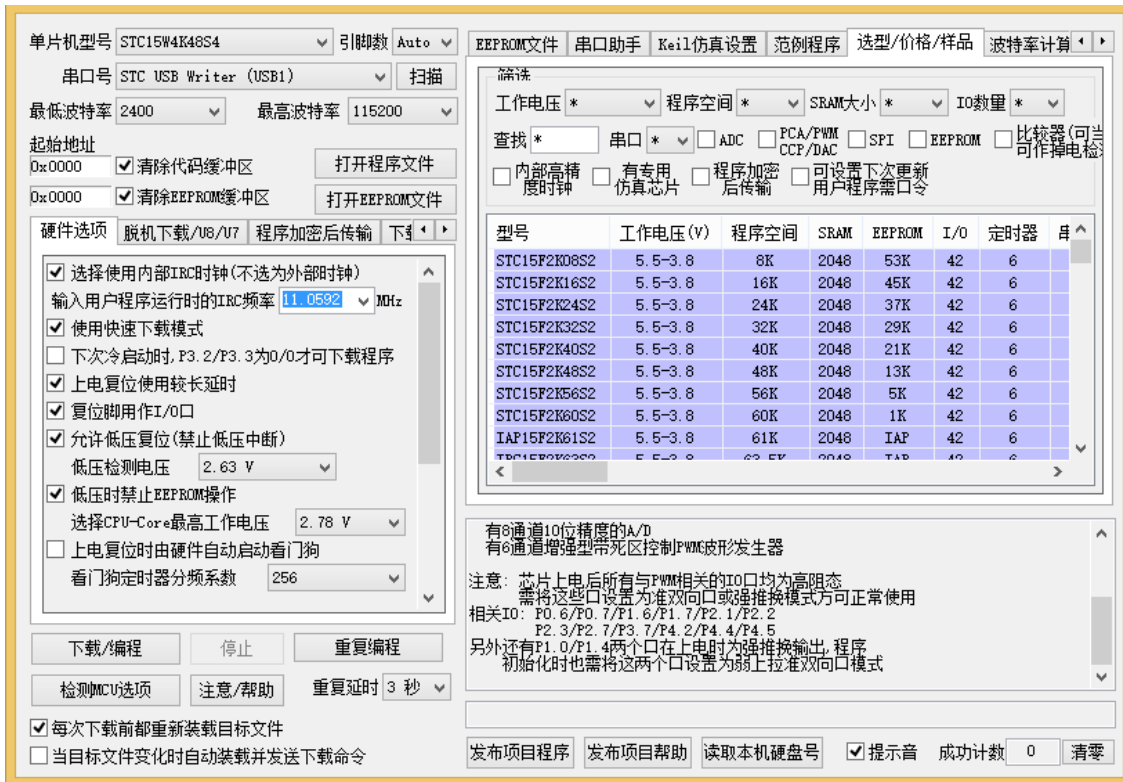 单片机型号 STC15W4K48S4 引脚数 Auto
串口号 STC USB Writer (USB1) 扫描
最低波特率 2400 最高波特率 115200
起始地址
0x0000 清除代码缓冲区 打开程序文件
0x0000 清除EEPROM缓冲区 打开EEPROM文件
硬件选项 脱机下载/U8/U7 程序加密后传输
选择使用内部IRC时钟(不选为外部时钟)
输入用户程序运行时的IRC频率 11.0592 MHz
使用快速下载模式
下次冷启动时,P3.2/P3.3为0/0才可下载程序
上电复位使用较长延时
复位脚用作I/O口
允许低压复位(禁止低压中断)
低压检测电压 2.63 V
低压时禁止EEPROM操作
选择CPU-Core最高工作电压 2.78 V
上电复位时由硬件自动启动看门狗
看门狗定时器分频系数 256
下载/编程 停止 重复编程
检测MCU选项 注意/帮助 重复延时 3 秒
每次下载前都重新装载目标文件
当目标文件变化时自动装载并发送下载命令
EEPROM文件 串口助手 Keil仿真设置 范例程序 选型/价格/样品 波特率计算
筛选
工作电压 * 程序空间 * SRAM大小 * IO数量 *
查找 * 串口 * ADC PCA/PWM CCP/DAC SPI EEPROM 比较器(可当 可作掉电检测
内部高精度时钟 有专用仿真芯片 程序加密后传输 可设置下次更新用户程序需口令
型号 工作电压(V) 程序空间 SRAM EEPROM I/O 定时器
STC15F2K08S2 5.5-3.8 8K 2048 53K 42 6
STC15F2K16S2 5.5-3.8 16K 2048 45K 42 6
STC15F2K24S2 5.5-3.8 24K 2048 37K 42 6
STC15F2K32S2 5.5-3.8 32K 2048 29K 42 6
STC15F2K40S2 5.5-3.8 40K 2048 21K 42 6
STC15F2K48S2 5.5-3.8 48K 2048 13K 42 6
STC15F2K56S2 5.5-3.8 56K 2048 5K 42 6
STC15F2K60S2 5.5-3.8 60K 2048 1K 42 6
IAP15F2K61S2 5.5-3.8 61K 2048 IAP 42 6
有8通道10位精度的A/D
有6通道增强型带死区控制PWM波形发生器
注意: 芯片上电后所有与PWM相关的IO口均为高阻态
需将这些口设置为准双向口或强推挽模式方可正常使用
相关IO: P0.6/P0.7/P1.6/P1.7/P2.1/P2.2
P2.3/P2.7/P3.7/P4.2/P4.4/P4.5
另外还有P1.0/P1.4两个口在上电时为强推挽输出,程序
初始化时也需将这两个口设置为弱上拉准双向口模式
发布项目程序 发布项目帮助 读取本机硬盘号 提示音 成功计数 0 清零